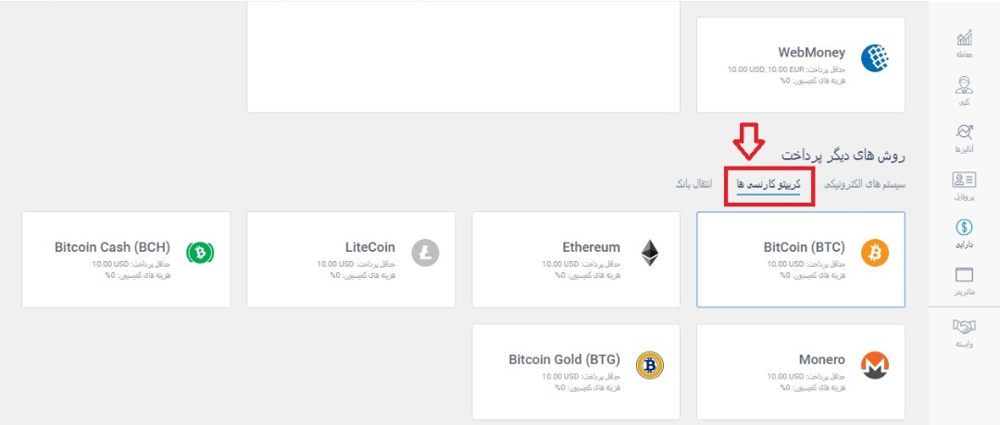 WebMoney
حداقل پرداخت: 10.00 USD, 10.00 EUR
هزینه های کمیسیون: 0%
روش های دیگر پرداخت
سیستم های الکترونیکی
کریپتو کارنسی ها
انتقال بانک
BitCoin (BTC)
حداقل پرداخت: 10.00 USD
هزینه های کمیسیون: 0%
Ethereum
حداقل پرداخت: 10.00 USD
هزینه های کمیسیون: 0%
LiteCoin
حداقل پرداخت: 10.00 USD
هزینه های کمیسیون: 0%
Bitcoin Cash (BCH)
حداقل پرداخت: 10.00 USD
هزینه های کمیسیون: 0%
Monero
حداقل پرداخت: 10.00 USD
هزینه های کمیسیون: 0%
Bitcoin Gold (BTG)
حداقل پرداخت: 10.00 USD
هزینه های کمیسیون: 0%
معامله
کپی
آنالیزها
پروفایل
دارایی
متاتریدر
وابسته